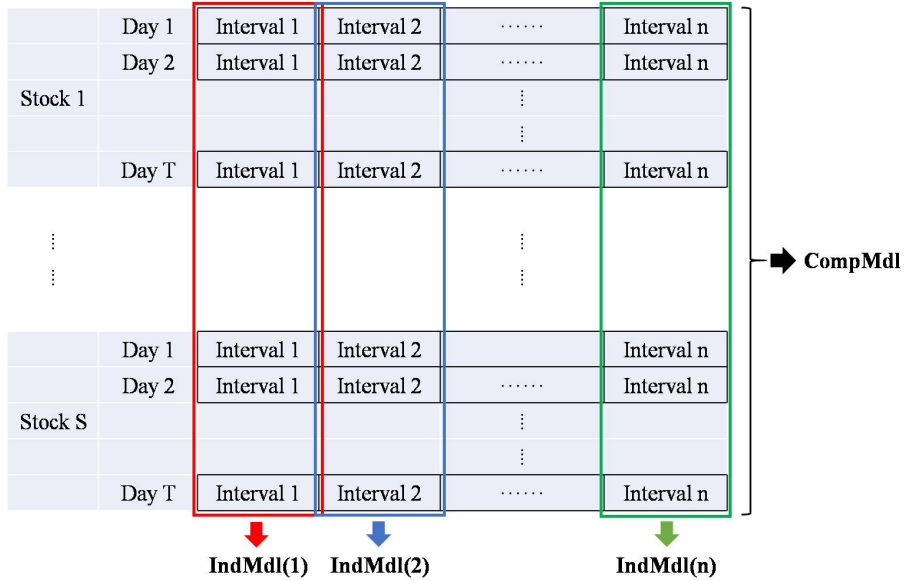 Day 1 Interval 1 Interval 2 ...... Interval n
Day 2 Interval 1 Interval 2 ...... Interval n
Stock 1
Day T Interval 1 Interval 2 ...... Interval n
CompMdl
Day 1 Interval 1 Interval 2 Interval n
Day 2 Interval 1 Interval 2 ...... Interval n
Stock S
Day T Interval 1 Interval 2 ...... Interval n
IndMdl(1) IndMdl(2) IndMdl(n)